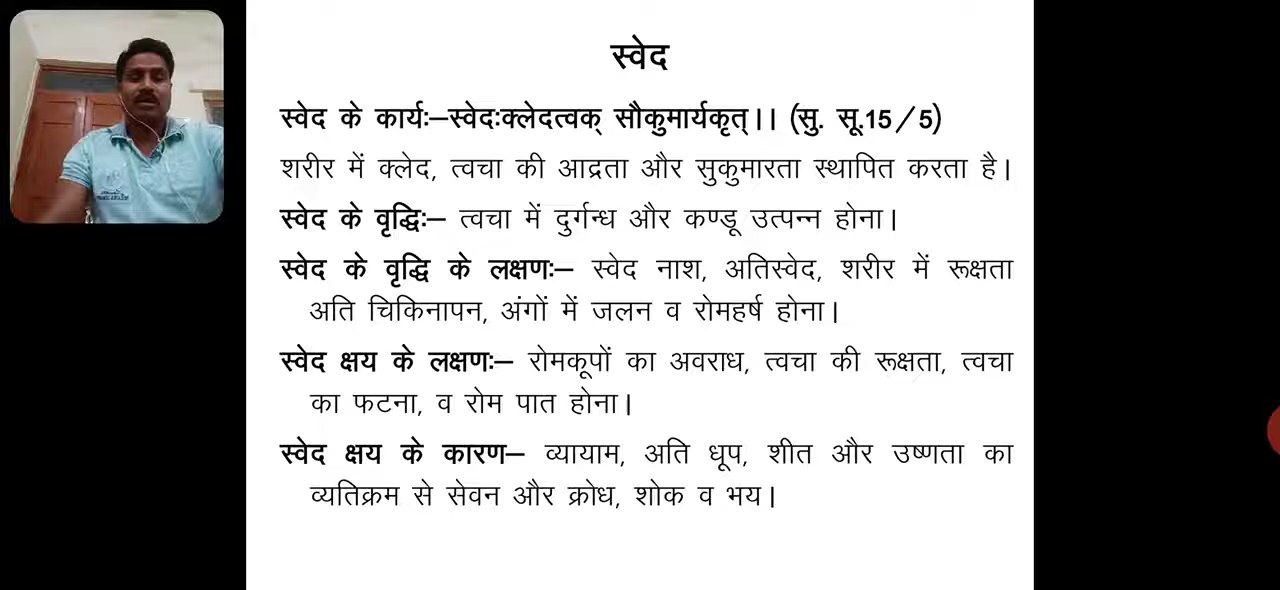 स्वेद
स्वेद के कार्यः–स्वेदःक्लेदत्वक् सौकुमार्यकृत्।। (सु. सू.15/5)
शरीर में क्लेद, त्वचा की आद्रता और सुकुमारता स्थापित करता है।
स्वेद के वृद्धिः– त्वचा में दुर्गन्ध और कण्डू उत्पन्न होना।
स्वेद के वृद्धि के लक्षणः– स्वेद नाश, अतिस्वेद, शरीर में रूक्षता
अति चिकिनापन, अंगों में जलन व रोमहर्ष होना।
स्वेद क्षय के लक्षणः– रोमकूपों का अवराध, त्वचा की रूक्षता, त्वचा
का फटना, व रोम पात होना।
स्वेद क्षय के कारण– व्यायाम, अति धूप, शीत और उष्णता का
व्यतिक्रम से सेवन और क्रोध, शोक व भय।